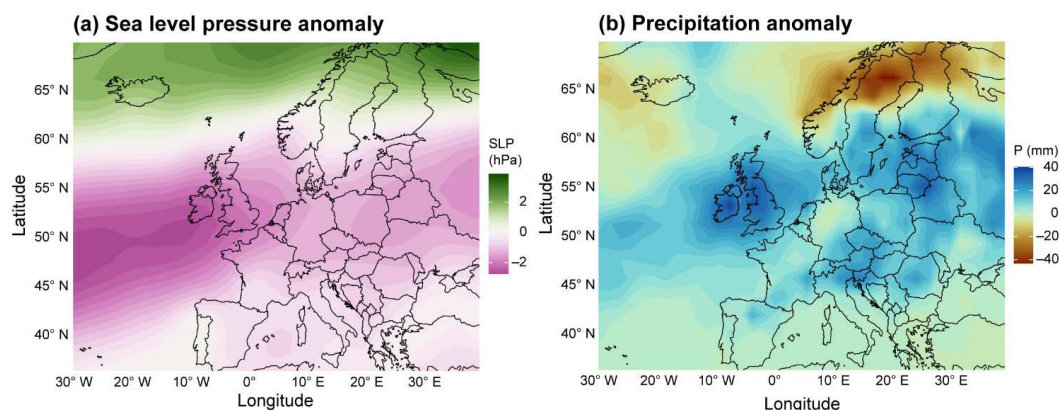 (a) Sea level pressure anomaly
65° N
60° N
55° N
50° N
45° N
40° N
Latitude
30° W
20° W
10° W
0°
10° E
20° E
30° E
Longitude
SLP
(hPa)
2
0
−2
(b) Precipitation anomaly
65° N
60° N
55° N
50° N
45° N
40° N
Latitude
30° W
20° W
10° W
0°
10° E
20° E
30° E
Longitude
P (mm)
40
20
0
−20
−40